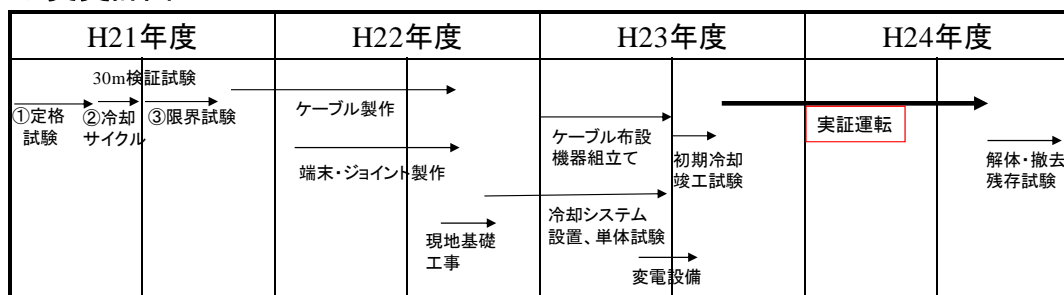 H21年度 H22年度 H23年度 H24年度
30m検証試験
①定格
試験
②冷却
サイクル
③限界試験
ケーブル製作
端末・ジョイント製作
現地基礎
工事
ケーブル布設
機器組立て
冷却システム
設置、単体試験
変電設備
初期冷却
竣工試験
実証運転
解体・撤去
残存試験